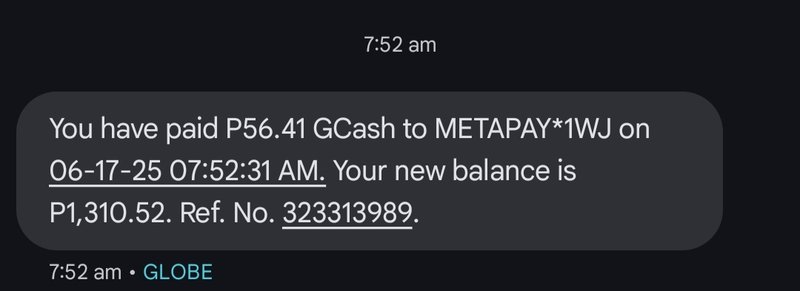 7:52 am
You have paid P56.41 GCash to METAPAY*1WJ on
06-17-25 07:52:31 AM. Your new balance is
P1,310.52. Ref. No. 323313989.
7:52 am • GLOBE